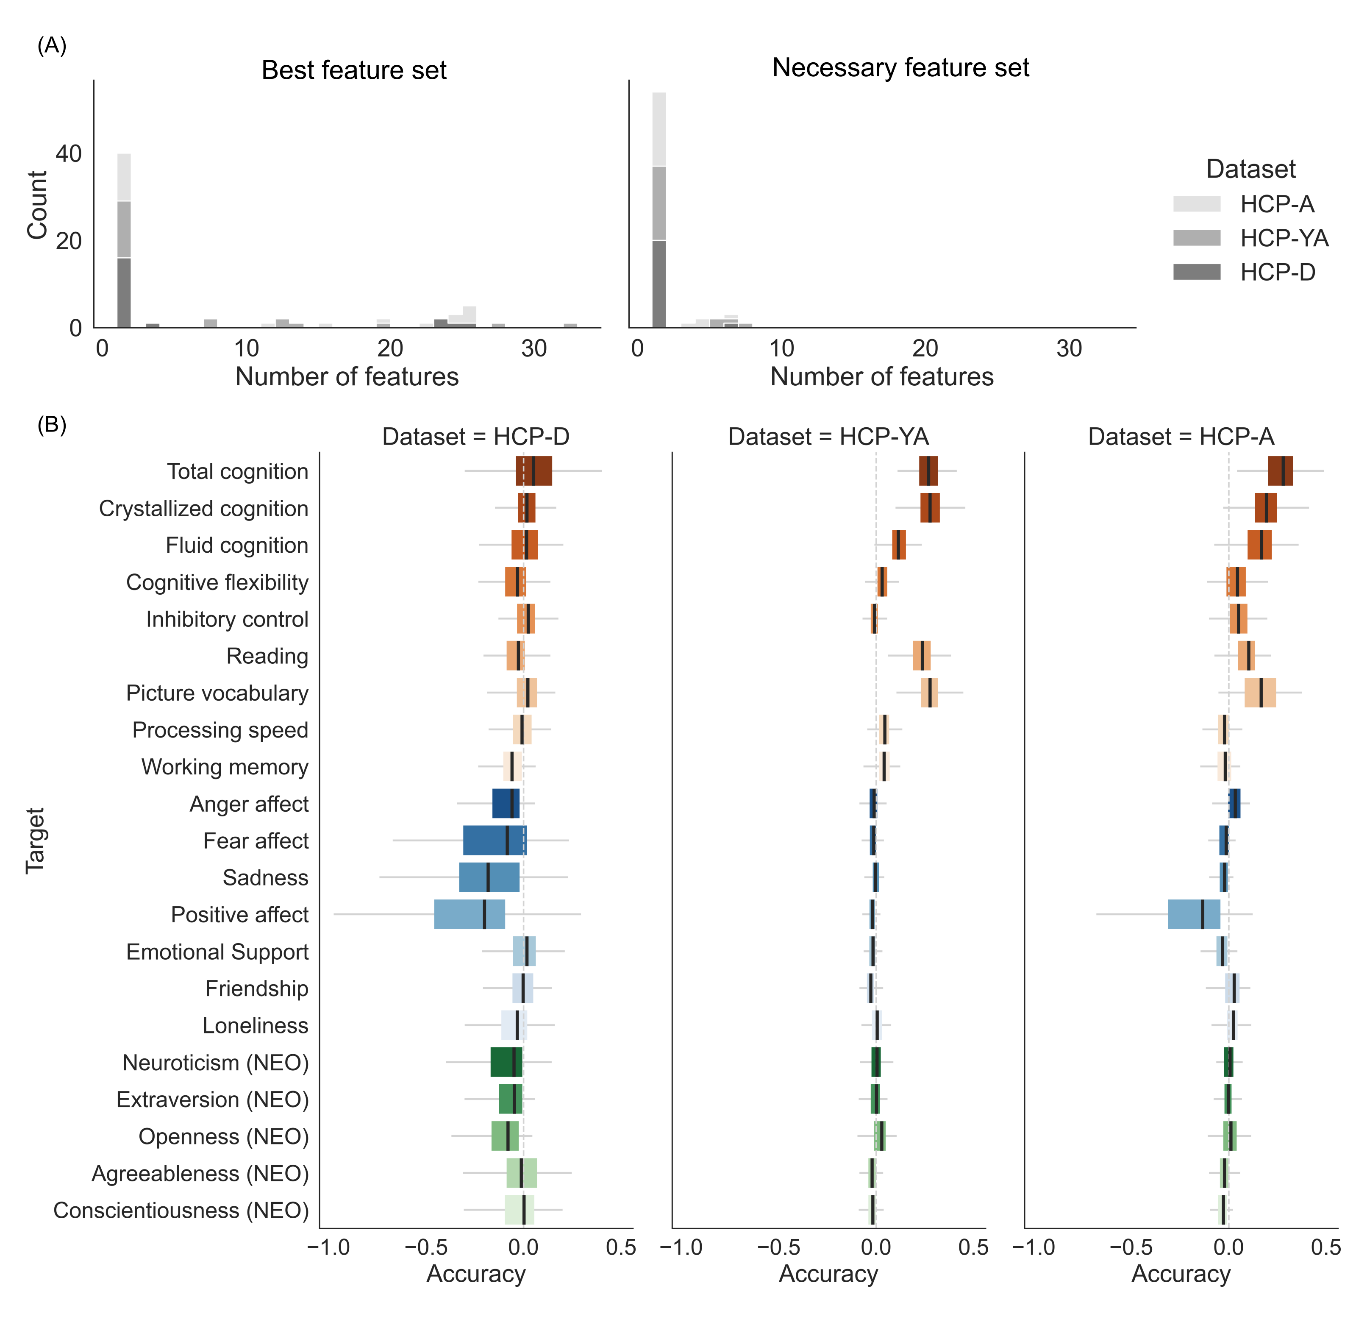 (A)
Best feature set
Necessary feature set
Count
40
20
0
0 10 20 30
Number of features
0 10 20 30
Number of features
Dataset
HCP-A
HCP-YA
HCP-D
(B)
Dataset = HCP-D
Dataset = HCP-YA
Dataset = HCP-A
Target
Total cognition
Crystallized cognition
Fluid cognition
Cognitive flexibility
Inhibitory control
Reading
Picture vocabulary
Processing speed
Working memory
Anger affect
Fear affect
Sadness
Positive affect
Emotional Support
Friendship
Loneliness
Neuroticism (NEO)
Extraversion (NEO)
Openness (NEO)
Agreeableness (NEO)
Conscientiousness (NEO)
−1.0 −0.5 0.0 0.5
Accuracy
−1.0 −0.5 0.0 0.5
Accuracy
−1.0 −0.5 0.0 0.5
Accuracy